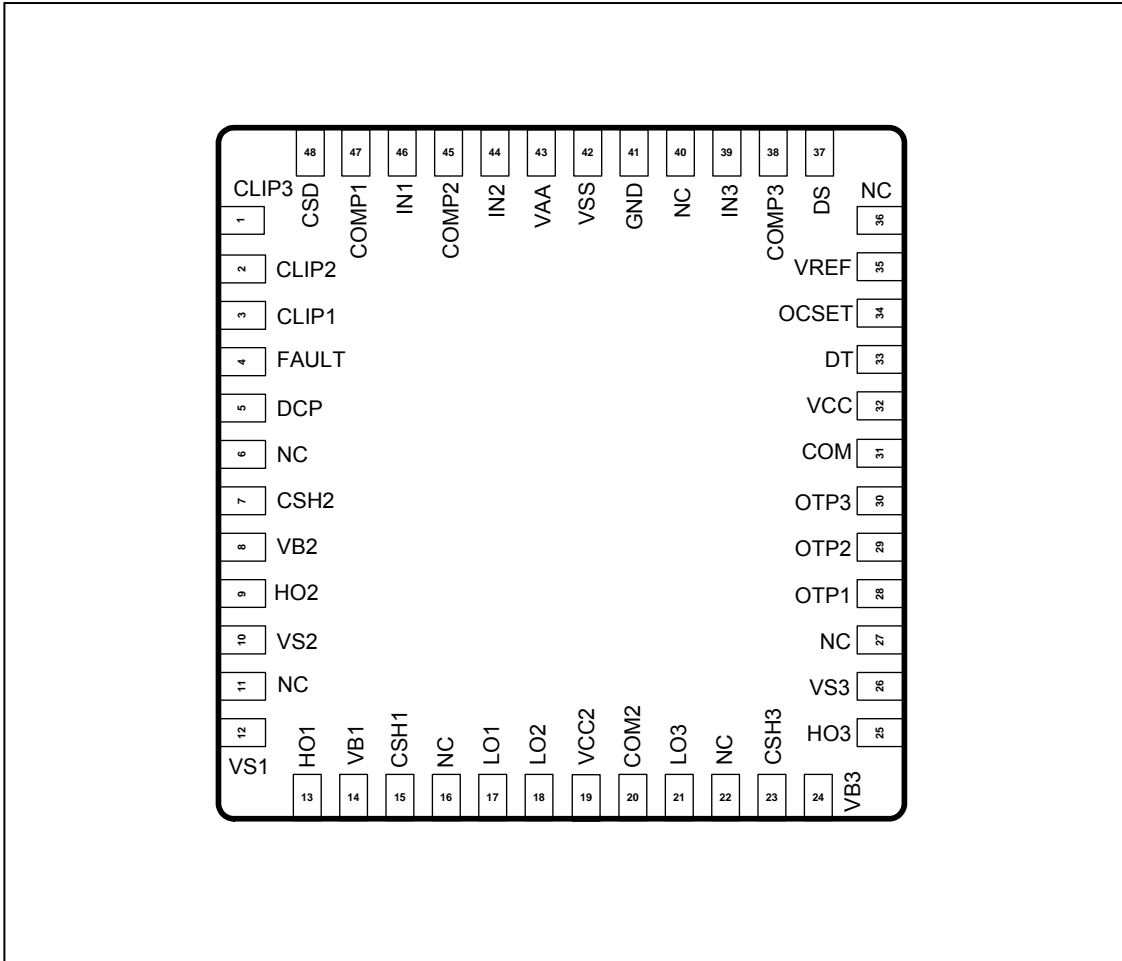 48 47 46 45 44 43 42 41 40 39 38 37
CSD COMP1 IN1 COMP2 IN2 VAA VSS GND NC IN3 COMP3 DS
CLIP3
1
2 CLIP2
3 CLIP1
4 FAULT
5 DCP
6 NC
7 CSH2
8 VB2
9 HO2
10 VS2
11 NC
12
VS1
NC
36
VREF 35
OCSET 34
DT 33
VCC 32
COM 31
OTP3 30
OTP2 29
OTP1 28
NC 27
VS3 26
HO3 25
HO1 VB1 CSH1 NC LO1 LO2 VCC2 COM2 LO3 NC CSH3 VB3
13 14 15 16 17 18 19 20 21 22 23 24